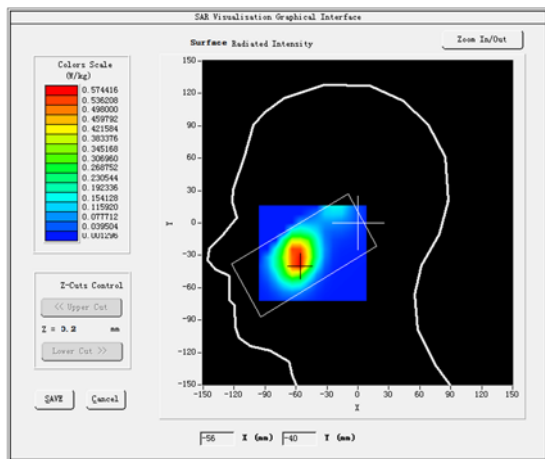 SAR Visualisation Graphical Interface
Surface Radiated Intensity
Zoom In/Out
Colors Scale
(W/kg)
0.574416
0.536208
0.498000
0.459792
0.421584
0.383376
0.345168
0.306960
0.268752
0.230544
0.192336
0.154128
0.115920
0.077712
0.039504
0.001296
Z-Cuts Control
<< Upper Cut
Z = 3.2 mm
Lower Cut >>
SAVE
Cancel
150
120
90
60
30
0
-30
-60
-90
-120
-150
Y
-150 -120 -90 -60 -30 0 30 60 90 120 150
X
-56 X (mm) -40 Y (mm)